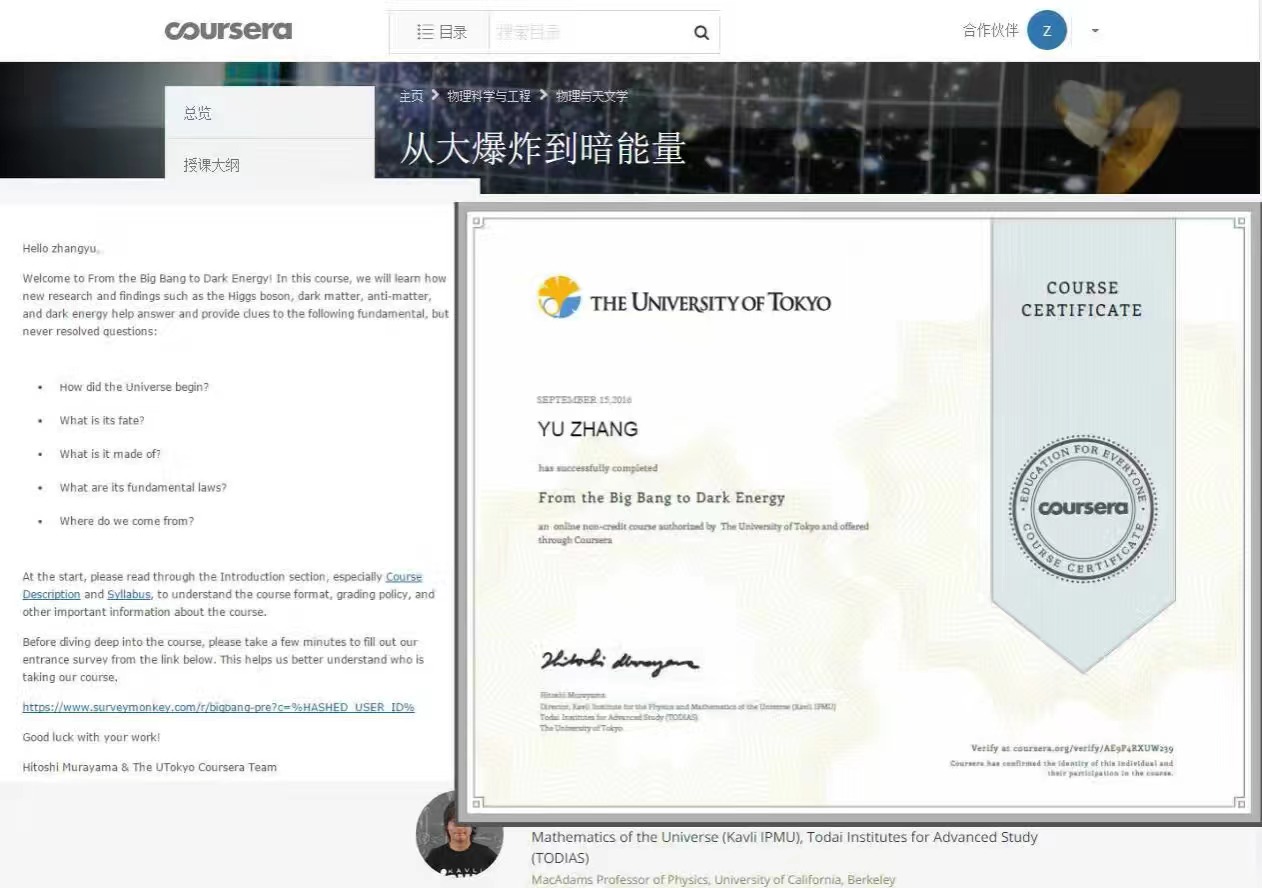 coursera
目录
搜索目录
合作伙伴
Z
主页 > 物理科学与工程 > 物理与天文学
从大爆炸到暗能量
总览
授课大纲
Hello zhangyu,
Welcome to From the Big Bang to Dark Energy! In this course, we will learn how
new research and findings such as the Higgs boson, dark matter, anti-matter,
and dark energy help answer and provide clues to the following fundamental, but
never resolved questions:
• How did the Universe begin?
• What is its fate?
• What is it made of?
• What are its fundamental laws?
• Where do we come from?
At the start, please read through the Introduction section, especially Course
Description and Syllabus, to understand the course format, grading policy, and
other important information about the course.
Before diving deep into the course, please take a few minutes to fill out our
entrance survey from the link below. This helps us better understand who is
taking our course.
https://www.surveymonkey.com/r/bigbang-pre?c=%HASHED_USER_ID%
Good luck with your work!
Hitoshi Murayama & The UTokyo Coursera Team
THE UNIVERSITY OF TOKYO
SEPTEMBER 15,2016
YU ZHANG
has successfully completed
From the Big Bang to Dark Energy
an online non-credit course authorized by The University of Tokyo and offered
through Coursera
Hitoshi Murayama
Hitoshi Murayama
Director, Kavli Institute for the Physics and Mathematics of the Universe (Kavli IPMU)
Todai Institutes for Advanced Study (TODIAS)
The University of Tokyo
COURSE
CERTIFICATE
EDUCATION FOR EVERYONE
coursera
COURSE CERTIFICATE
Verify at coursera.org/verify/AE9P4RXUW239
Coursera has confirmed the identity of this individual and
their participation in the course.
KAVLI
Mathematics of the Universe (Kavli IPMU), Todai Institutes for Advanced Study
(TODIAS)
MacAdams Professor of Physics, University of California, Berkeley